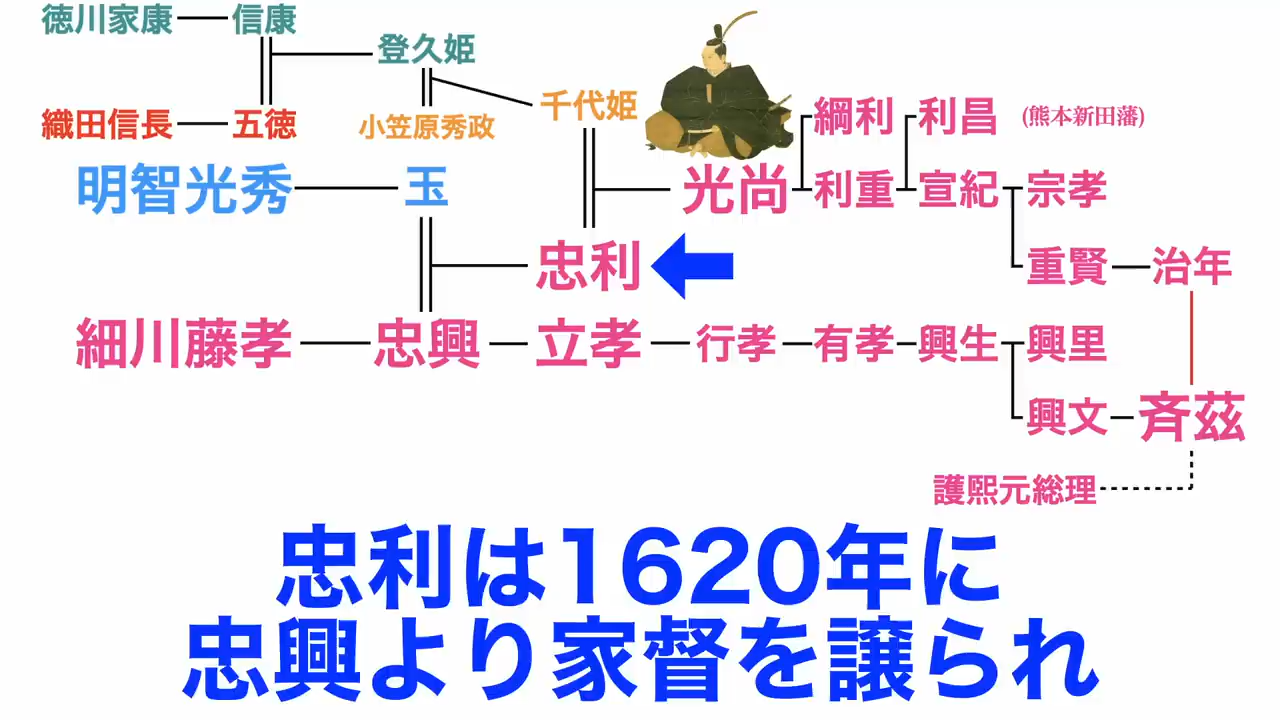 徳川家康 信康
登久姫
織田信長 五徳
小笠原秀政
千代姫
綱利 利昌 (熊本新田藩)
明智光秀 玉
光尚 利重 宣紀 宗孝
忠利
重賢 治年
細川藤孝 忠興 立孝 行孝 有孝 興生 興里
興文 斉茲
護熙元総理
忠利は1620年に
忠興より家督を譲られ